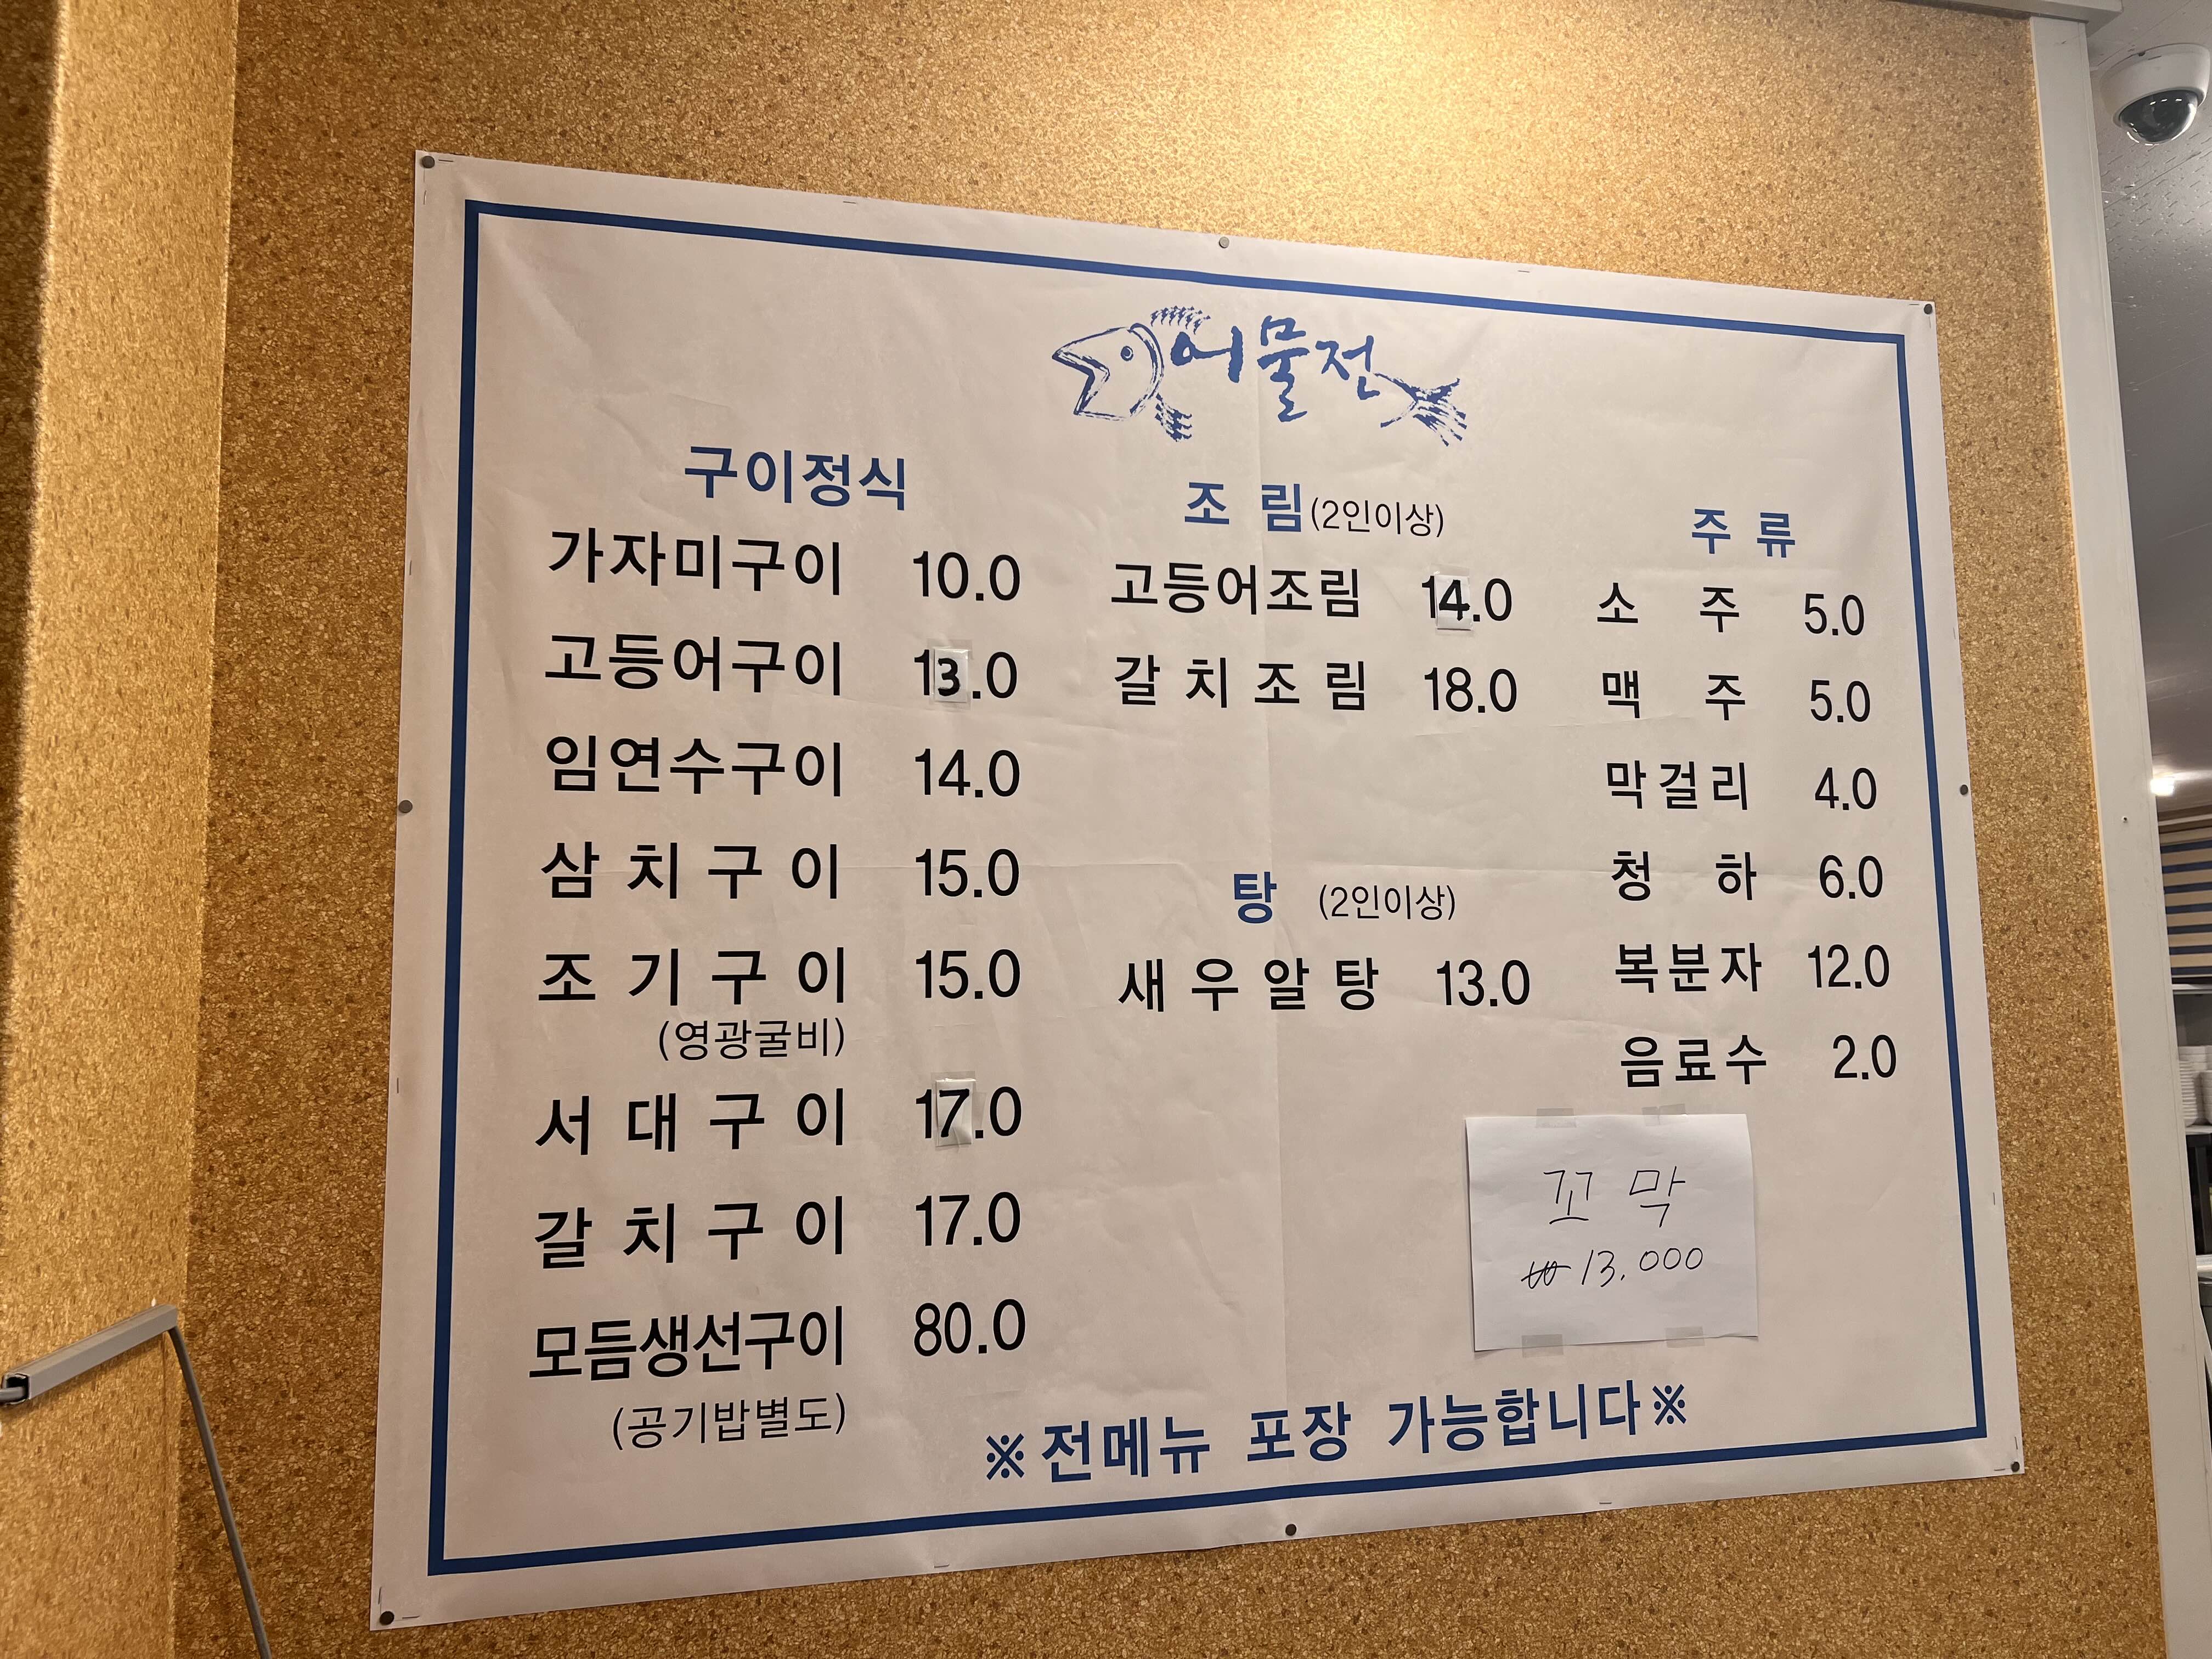 어물전
구이정식
가자미구이 10.0
고등어구이 13.0
임연수구이 14.0
삼치구이 15.0
조기구이 15.0
(영광굴비)
서대구이 17.0
갈치구이 17.0
모듬생선구이 80.0
(공기밥별도)
조 림(2인이상)
고등어조림 14.0
갈치조림 18.0
탕 (2인이상)
새우알탕 13.0
주 류
소 주 5.0
맥 주 5.0
막걸리 4.0
청 하 6.0
복분자 12.0
음료수 2.0
꼬 막
₩13.000
※전메뉴 포장 가능합니다※